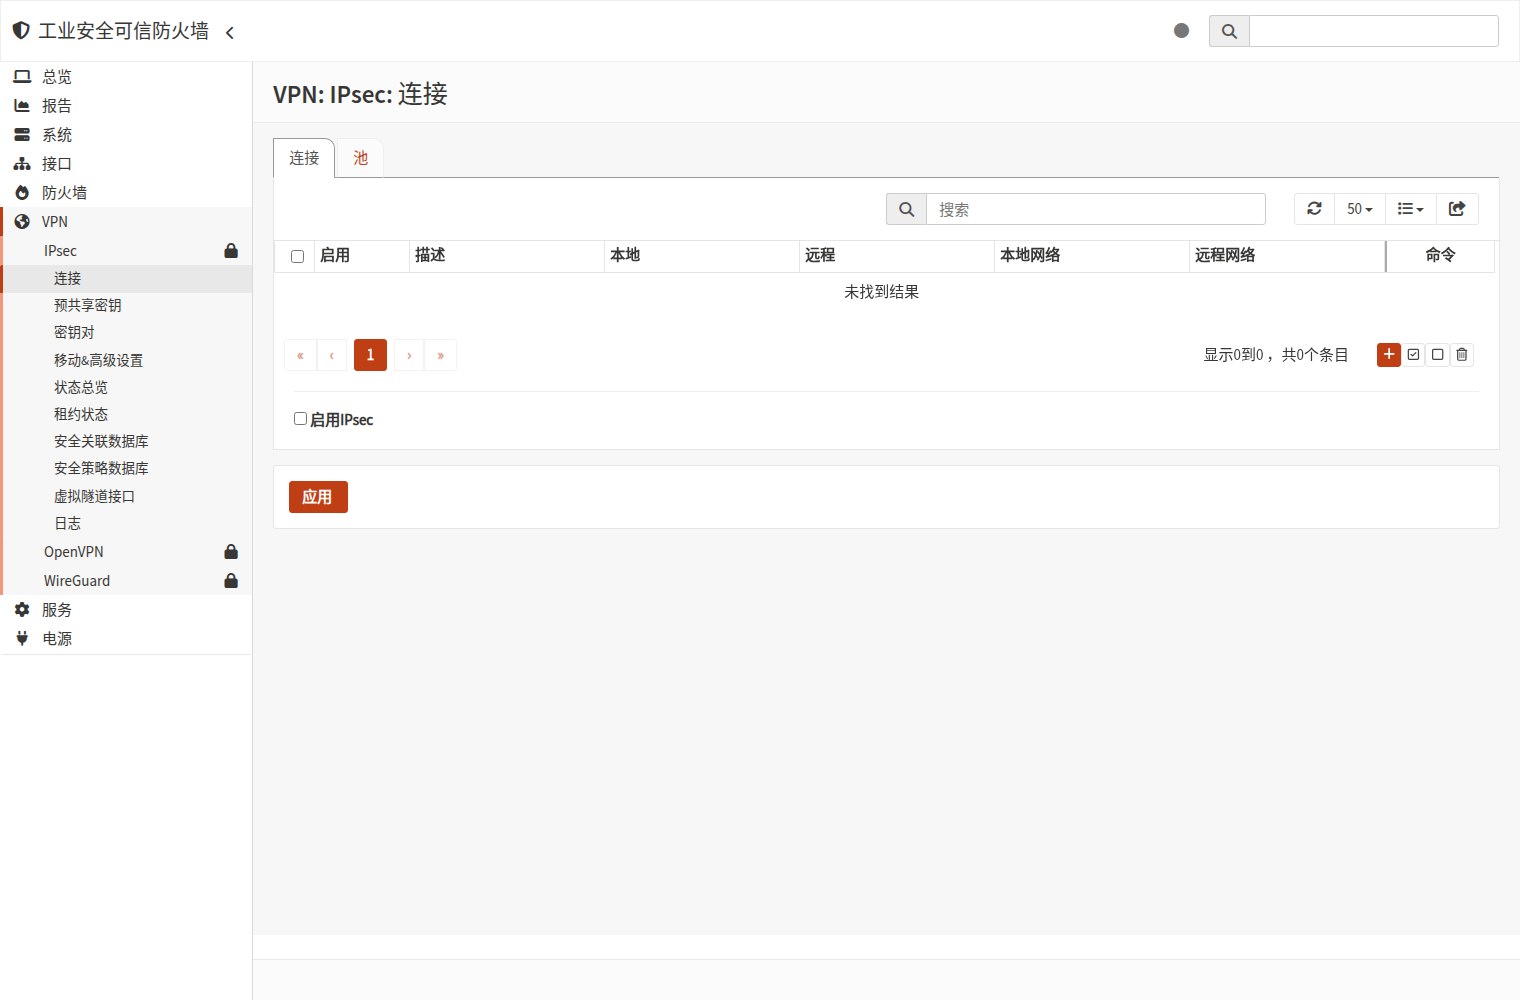 工业安全可信防火墙
总览
报告
系统
接口
防火墙
VPN
IPsec
连接
预共享密钥
密钥对
移动&高级设置
状态总览
租约状态
安全关联数据库
安全策略数据库
虚拟隧道接口
日志
OpenVPN
WireGuard
服务
电源
VPN: IPsec: 连接
连接 池
搜索 50
启用 描述 本地 远程 本地网络 远程网络 命令
未找到结果
« ‹ 1 › » 显示0到0 ，共0个条目
启用IPsec
应用